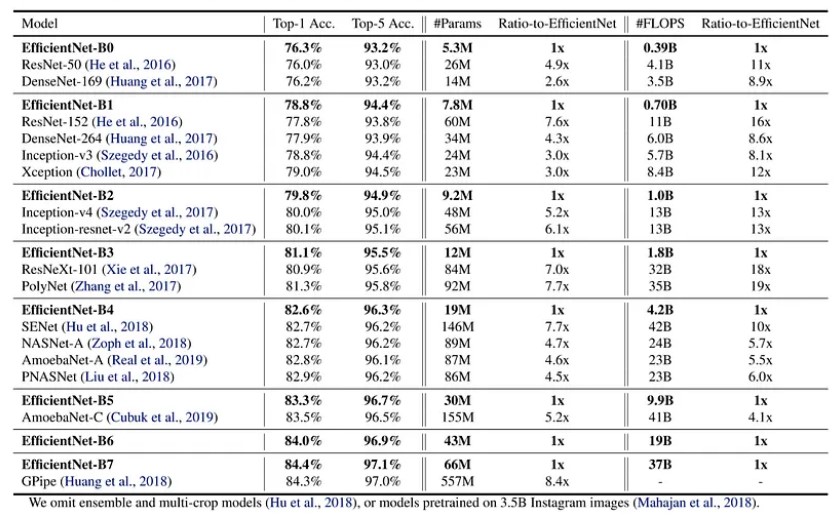 Model Top-1 Acc. Top-5 Acc. #Params Ratio-to-EfficientNet #FLOPS Ratio-to-EfficientNet
EfficientNet-B0 76.3% 93.2% 5.3M 1x 0.39B 1x
ResNet-50 (He et al., 2016) 76.0% 93.0% 26M 4.9x 4.1B 11x
DenseNet-169 (Huang et al., 2017) 76.2% 93.2% 14M 2.6x 3.5B 8.9x
EfficientNet-B1 78.8% 94.4% 7.8M 1x 0.70B 1x
ResNet-152 (He et al., 2016) 77.8% 93.8% 60M 7.6x 11B 16x
DenseNet-264 (Huang et al., 2017) 77.9% 93.9% 34M 4.3x 6.0B 8.6x
Inception-v3 (Szegedy et al., 2016) 78.8% 94.4% 24M 3.0x 5.7B 8.1x
Xception (Chollet, 2017) 79.0% 94.5% 23M 3.0x 8.4B 12x
EfficientNet-B2 79.8% 94.9% 9.2M 1x 1.0B 1x
Inception-v4 (Szegedy et al., 2017) 80.0% 95.0% 48M 5.2x 13B 13x
Inception-resnet-v2 (Szegedy et al., 2017) 80.1% 95.1% 56M 6.1x 13B 13x
EfficientNet-B3 81.1% 95.5% 12M 1x 1.8B 1x
ResNeXt-101 (Xie et al., 2017) 80.9% 95.6% 84M 7.0x 32B 18x
PolyNet (Zhang et al., 2017) 81.3% 95.8% 92M 7.7x 35B 19x
EfficientNet-B4 82.6% 96.3% 19M 1x 4.2B 1x
SENet (Hu et al., 2018) 82.7% 96.2% 146M 7.7x 42B 10x
NASNet-A (Zoph et al., 2018) 82.7% 96.2% 89M 4.7x 24B 5.7x
AmoebaNet-A (Real et al., 2019) 82.8% 96.1% 87M 4.6x 23B 5.5x
PNASNet (Liu et al., 2018) 82.9% 96.2% 86M 4.5x 23B 6.0x
EfficientNet-B5 83.3% 96.7% 30M 1x 9.9B 1x
AmoebaNet-C (Cubuk et al., 2019) 83.5% 96.5% 155M 5.2x 41B 4.1x
EfficientNet-B6 84.0% 96.9% 43M 1x 19B 1x
EfficientNet-B7 84.4% 97.1% 66M 1x 37B 1x
GPipe (Huang et al., 2018) 84.3% 97.0% 557M 8.4x - -
We omit ensemble and multi-crop models (Hu et al., 2018), or models pretrained on 3.5B Instagram images (Mahajan et al., 2018).